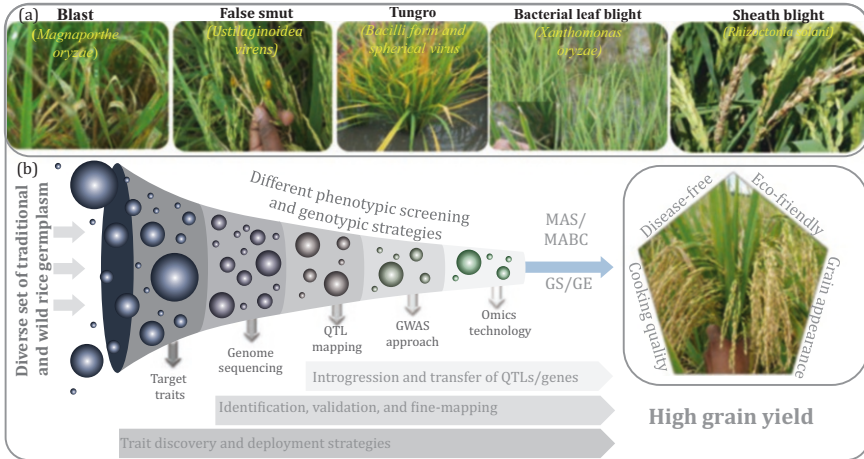 (a)
Blast
(Magnaporthe
oryzae)
False smut
(Ustilaginoidea
virens)
Tungro
(Bacilli form and
spherical virus
Bacterial leaf blight
(Xanthomonas
oryzae)
Sheath blight
(Rhizoctonia solani)
(b)
Diverse set of traditional
and wild rice germplasm
Different phenotypic screening
and genotypic strategies
Target
traits
Genome
sequencing
QTL
mapping
GWAS
approach
Omics
technology
MAS/
MABC
GS/GE
Disease-free
Eco-friendly
Cooking quality
Grain appearance
Introgression and transfer of QTLs/genes
Identification, validation, and fine-mapping
Trait discovery and deployment strategies
High grain yield